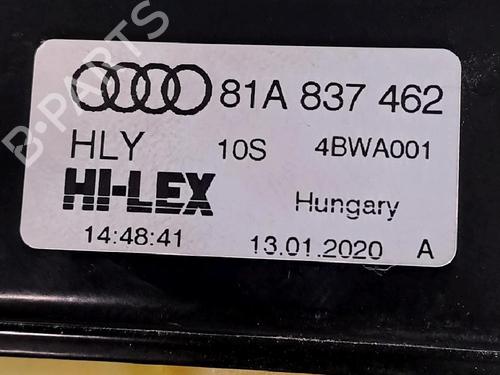 81A 837 462
HLY 10S 4BWA001
HI-LEX Hungary
14:48:41 13.01.2020 A
B-PARTS